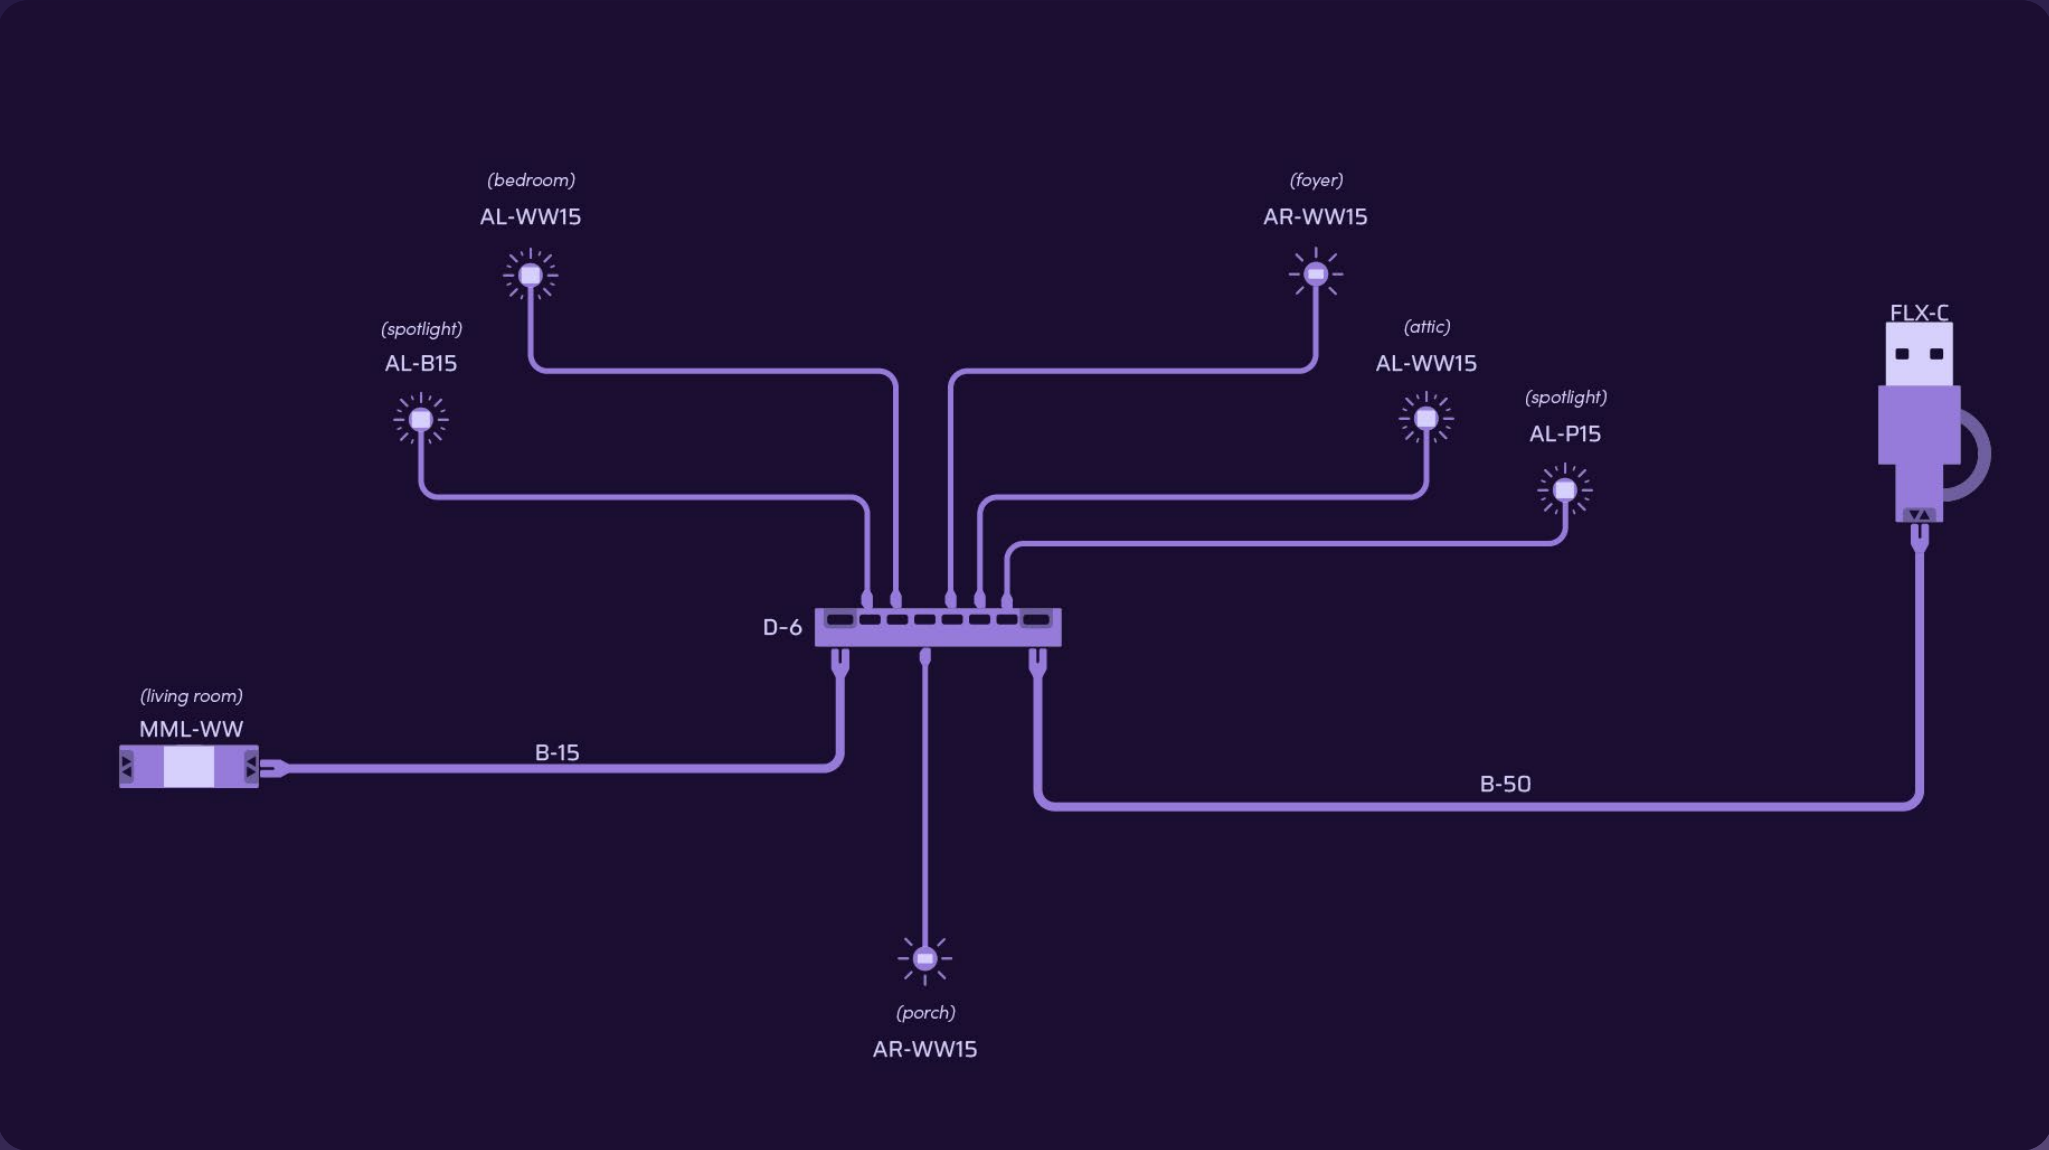 (bedroom)
AL-WW15
(foyer)
AR-WW15
FLX-C
(spotlight)
AL-B15
(attic)
AL-WW15
(spotlight)
AL-P15
D-6
(living room)
MML-WW
B-15
B-50
(porch)
AR-WW15